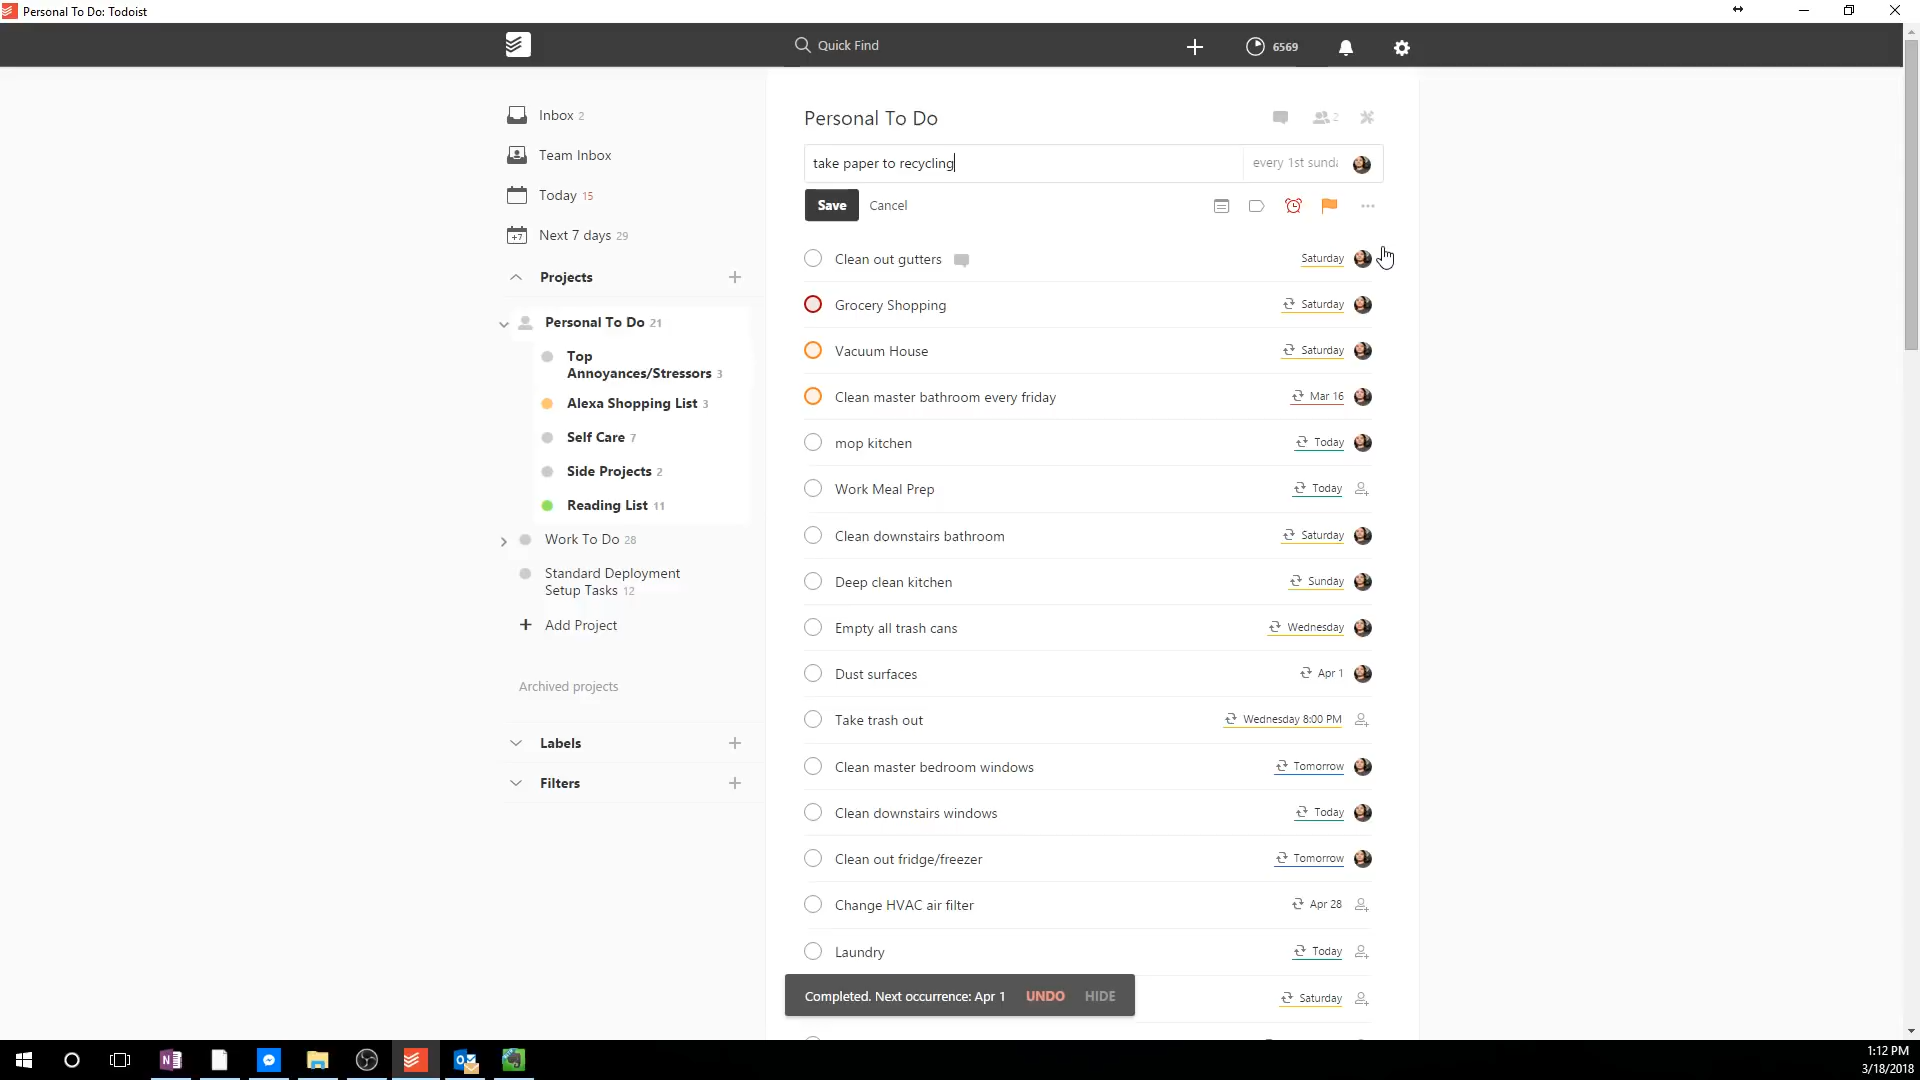 Personal To Do: Todoist
Quick Find
6569
Inbox 2
Team Inbox
Today 15
Next 7 days 29
Projects
Personal To Do 21
Top
Annoyances/Stressors 3
Alexa Shopping List 3
Self Care 7
Side Projects 2
Reading List 11
Work To Do 28
Standard Deployment
Setup Tasks 12
Add Project
Archived projects
Labels
Filters
Personal To Do
2
take paper to recycling every 1st sunda
Save Cancel
Clean out gutters Saturday
Grocery Shopping Saturday
Vacuum House Saturday
Clean master bathroom every friday Mar 16
mop kitchen Today
Work Meal Prep Today
Clean downstairs bathroom Saturday
Deep clean kitchen Sunday
Empty all trash cans Wednesday
Dust surfaces Apr 1
Take trash out Wednesday 8:00 PM
Clean master bedroom windows Tomorrow
Clean downstairs windows Today
Clean out fridge/freezer Tomorrow
Change HVAC air filter Apr 28
Laundry Today
Saturday
Completed. Next occurrence: Apr 1 UNDO HIDE
1:12 PM
3/18/2018